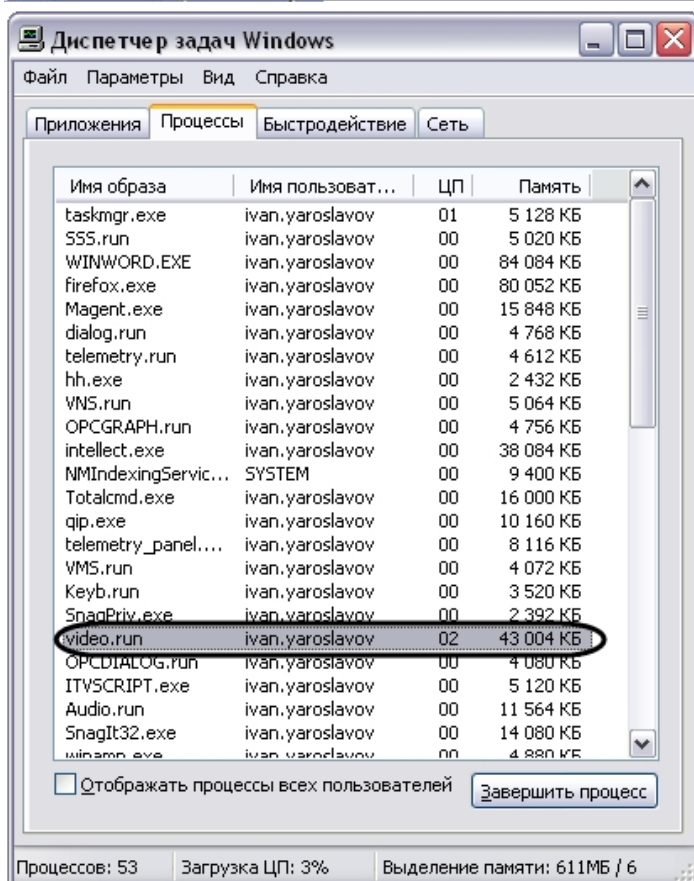 Диспетчер задач Windows
Файл Параметры Вид Справка
Приложения Процессы Быстродействие Сеть
Имя образа Имя пользоват... ЦП Память
taskmgr.exe ivan.yaroslavov 01 5 128 КБ
SSS.run ivan.yaroslavov 00 5 020 КБ
WINWORD.EXE ivan.yaroslavov 00 84 084 КБ
firefox.exe ivan.yaroslavov 00 80 052 КБ
Magent.exe ivan.yaroslavov 00 15 848 КБ
dialog.run ivan.yaroslavov 00 4 768 КБ
telemetry.run ivan.yaroslavov 00 4 612 КБ
hh.exe ivan.yaroslavov 00 2 432 КБ
VNS.run ivan.yaroslavov 00 5 064 КБ
OPCGRAPH.run ivan.yaroslavov 00 4 756 КБ
intellect.exe ivan.yaroslavov 00 38 084 КБ
NMIndexingServic... SYSTEM 00 9 400 КБ
Totalcmd.exe ivan.yaroslavov 00 16 000 КБ
qip.exe ivan.yaroslavov 00 10 160 КБ
telemetry_panel.... ivan.yaroslavov 00 8 116 КБ
VMS.run ivan.yaroslavov 00 4 072 КБ
Keyb.run ivan.yaroslavov 00 3 520 КБ
SnagPriv.exe ivan.yaroslavov 00 2 392 КБ
video.run ivan.yaroslavov 02 43 004 КБ
OPCDIALOG.run ivan.yaroslavov 00 4 080 КБ
ITVSCRIPT.exe ivan.yaroslavov 00 5 120 КБ
Audio.run ivan.yaroslavov 00 11 564 КБ
SnagIt32.exe ivan.yaroslavov 00 14 080 КБ
winamp.exe ivan.yaroslavov 00 4 880 КБ
Отображать процессы всех пользователей Завершить процесс
Процессов: 53 Загрузка ЦП: 3% Выделение памяти: 611МБ / 6